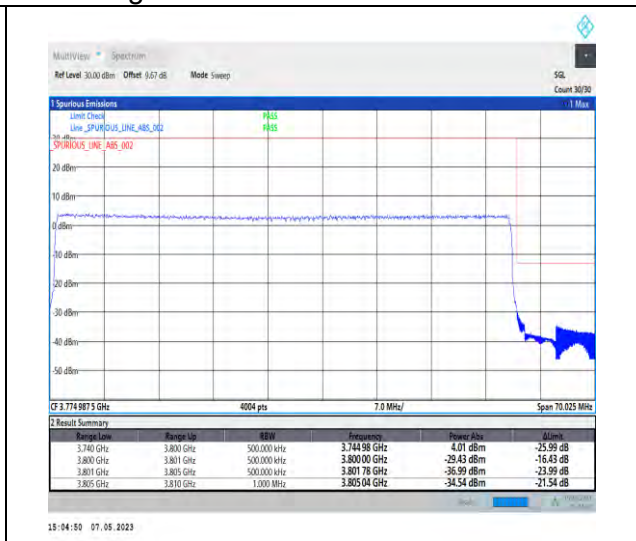 MultiView Spectrum
Ref Level 30.00 dBm Offset 9.67 dB Mode Sweep SGL
Count 30/30
1 Spurious Emissions 1 Max
Limit Check PASS
Line _SPURIOUS_LINE_ABS_002 PASS
_SPURIOUS_LINE_ABS_002
20 dBm
10 dBm
0 dBm
-10 dBm
-20 dBm
-30 dBm
-40 dBm
-50 dBm
CF 3.774 987 5 GHz 4004 pts 7.0 MHz/ Span 70.025 MHz
2 Result Summary
Range Low Range Up RBW Frequency Power Abs ΔLimit
3.740 GHz 3.800 GHz 500.000 kHz 3.744 98 GHz 4.01 dBm -25.99 dB
3.800 GHz 3.801 GHz 500.000 kHz 3.800 00 GHz -29.43 dBm -16.43 dB
3.801 GHz 3.805 GHz 500.000 kHz 3.801 78 GHz -36.99 dBm -23.99 dB
3.805 GHz 3.810 GHz 1.000 MHz 3.805 04 GHz -34.54 dBm -21.54 dB
15:04:50 07.05.2023